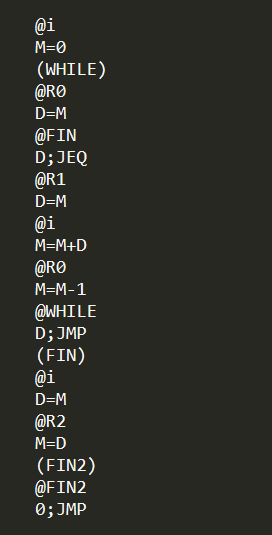 @i
M=0
(WHILE)
@R0
D=M
@FIN
D;JEQ
@R1
D=M
@i
M=M+D
@R0
M=M-1
@WHILE
D;JMP
(FIN)
@i
D=M
@R2
M=D
(FIN2)
@FIN2
0;JMP